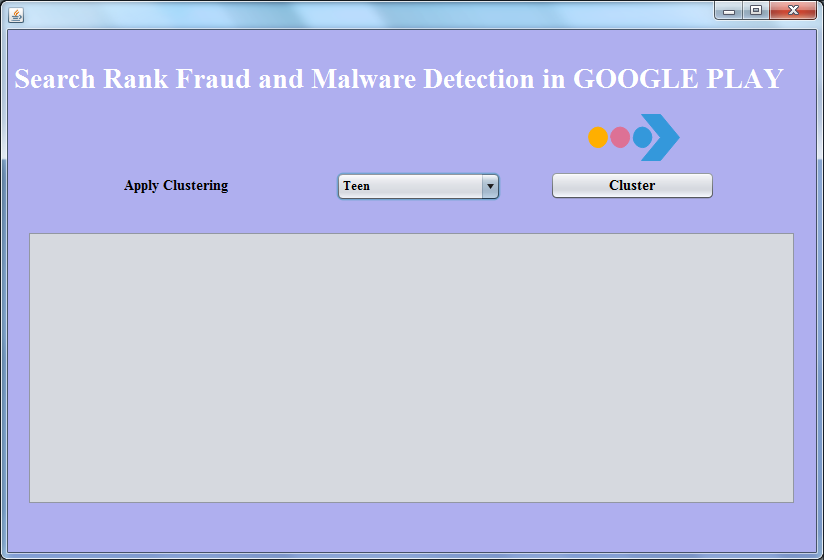 Search Rank Fraud and Malware Detection in GOOGLE PLAY
Apply Clustering
Teen
Cluster